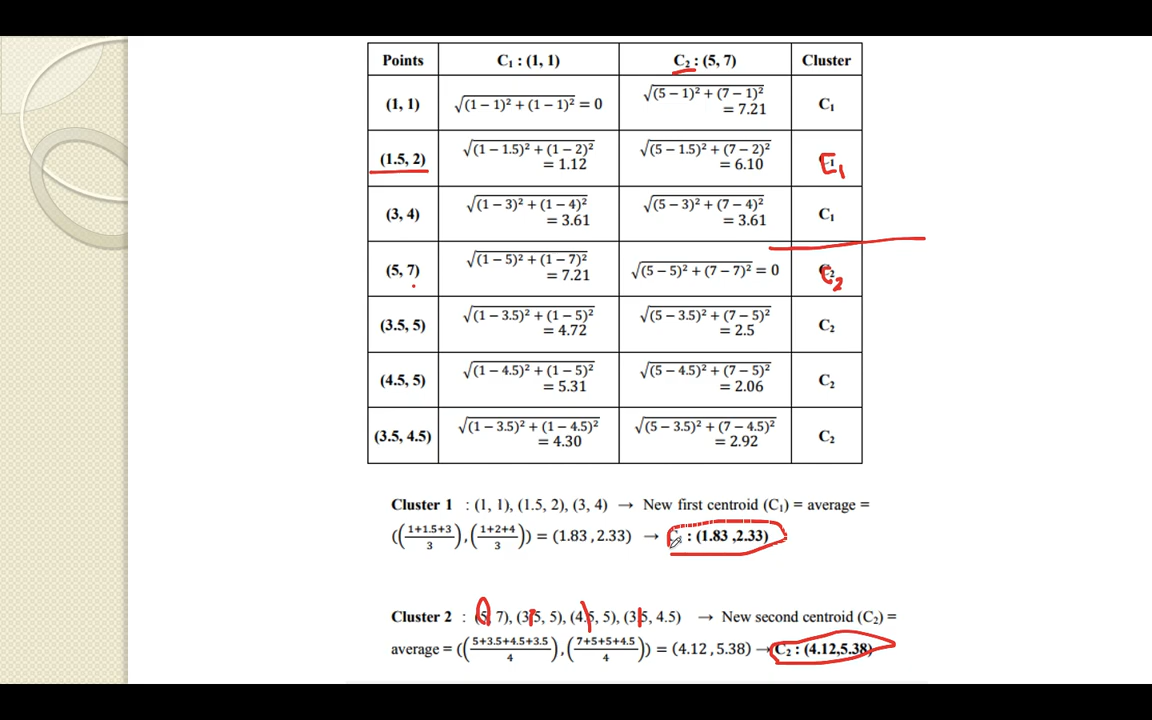 Points C₁ : (1, 1) C₂ : (5, 7) Cluster
(1, 1) √(1 − 1)² + (1 − 1)² = 0 √(5 − 1)² + (7 − 1)² = 7.21 C₁
(1.5, 2) √(1 − 1.5)² + (1 − 2)² = 1.12 √(5 − 1.5)² + (7 − 2)² = 6.10 C₁
(3, 4) √(1 − 3)² + (1 − 4)² = 3.61 √(5 − 3)² + (7 − 4)² = 3.61 C₁
(5, 7) √(1 − 5)² + (1 − 7)² = 7.21 √(5 − 5)² + (7 − 7)² = 0 C₂
(3.5, 5) √(1 − 3.5)² + (1 − 5)² = 4.72 √(5 − 3.5)² + (7 − 5)² = 2.5 C₂
(4.5, 5) √(1 − 4.5)² + (1 − 5)² = 5.31 √(5 − 4.5)² + (7 − 5)² = 2.06 C₂
(3.5, 4.5) √(1 − 3.5)² + (1 − 4.5)² = 4.30 √(5 − 3.5)² + (7 − 4.5)² = 2.92 C₂
Cluster 1 : (1, 1), (1.5, 2), (3, 4) → New first centroid (C₁) = average =
((1+1.5+3/3), (1+2+4/3)) = (1.83 , 2.33) → C : (1.83 ,2.33)
Cluster 2 : (5, 7), (3.5, 5), (4.5, 5), (3.5, 4.5) → New second centroid (C₂) =
average = ((5+3.5+4.5+3.5/4), (7+5+5+4.5/4)) = (4.12 , 5.38) → C₂ : (4.12,5.38)